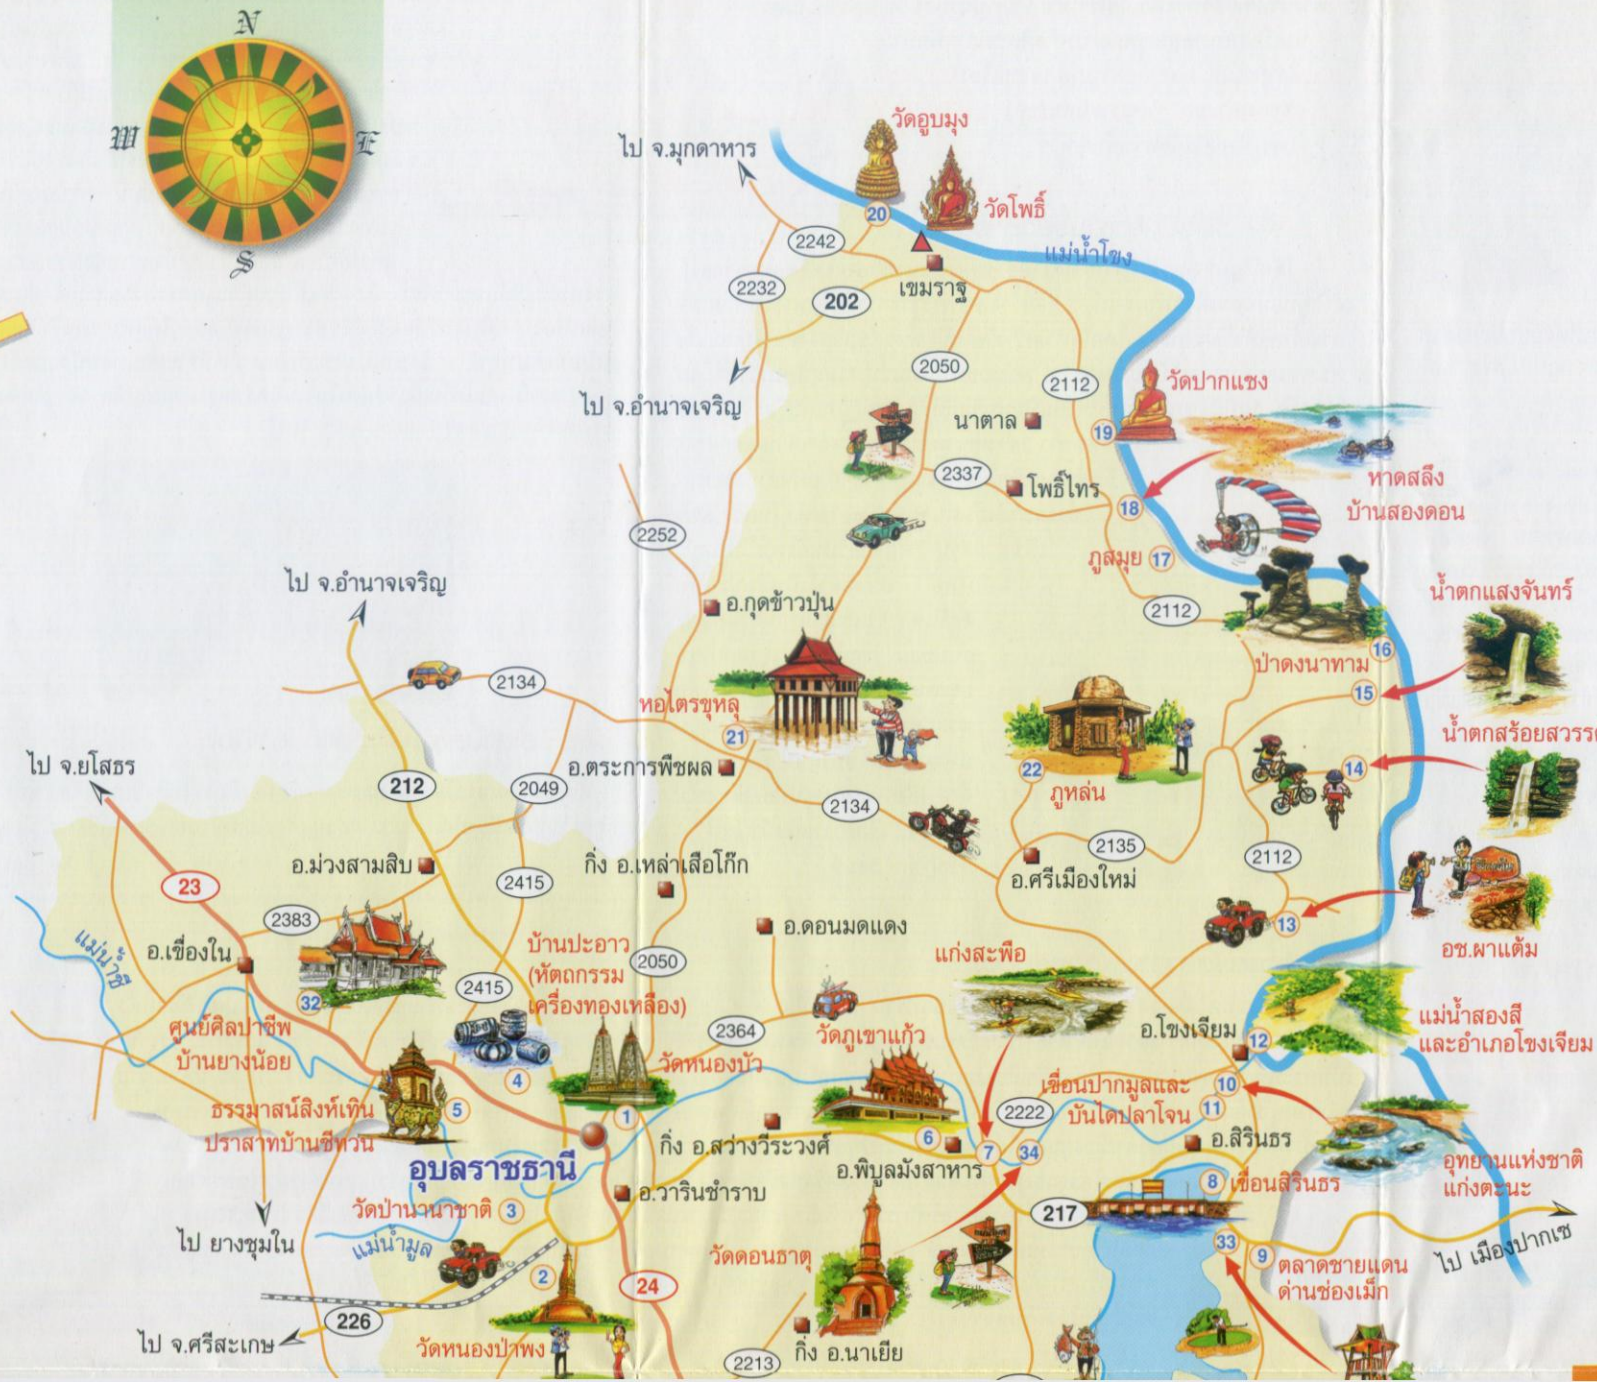 N
W
E
S
วัดอูบมุง
ไป จ.มุกดาหาร
20
วัดโพธิ์
2242
แม่น้ำโขง
2232
202
เขมราฐ
2050
2112
วัดปากแซง
ไป จ.อำนาจเจริญ
นาตาล
19
2337
โพธิ์ไทร
หาดสลึง
บ้านสองดอน
18
2252
ภูสมุย
17
ไป จ.อำนาจเจริญ
น้ำตกแสงจันทร์
อ.กุดข้าวปุ้น
2112
16
ป่าดงนาทาม
2134
15
หอไตรขุหลุ
21
น้ำตกสร้อยสวรรค์
ไป จ.ยโสธร
อ.ตระการพืชผล
22
14
212
2049
ภูหล่น
2134
2135
2112
อ.ม่วงสามสิบ
กิ่ง อ.เหล่าเสือโก๊ก
อ.ศรีเมืองใหม่
23
2415
2383
อ.ดอนมดแดง
13
แม่น้ำชี
อ.เขื่องใน
บ้านปะอาว
(หัตถกรรม
เครื่องทองเหลือง)
2050
แก่งสะพือ
อช.ผาแต้ม
32
2415
ศูนย์ศิลปาชีพ
บ้านยางน้อย
2364
วัดภูเขาแก้ว
อ.โขงเจียม
12
แม่น้ำสองสี
และอำเภอโขงเจียม
4
วัดหนองบัว
เขื่อนปากมูลและ
บันไดปลาโจน
10
11
ธรรมาสน์สิงห์เทิน
ปราสาทบ้านชีทวน
5
1
2222
กิ่ง อ.สว่างวีระวงศ์
6
อ.พิบูลมังสาหาร
7
34
อ.สิรินธร
อุบลราชธานี
อุทยานแห่งชาติ
แก่งตะนะ
อ.วารินชำราบ
8
เขื่อนสิรินธร
วัดป่านานาชาติ
3
217
ไป ยางชุมใน
แม่น้ำมูล
วัดดอนธาตุ
33
9
ตลาดชายแดน
ด่านช่องเม็ก
ไป เมืองปากเซ
2
24
226
ไป จ.ศรีสะเกษ
วัดหนองป่าพง
2213
กิ่ง อ.นาเยีย